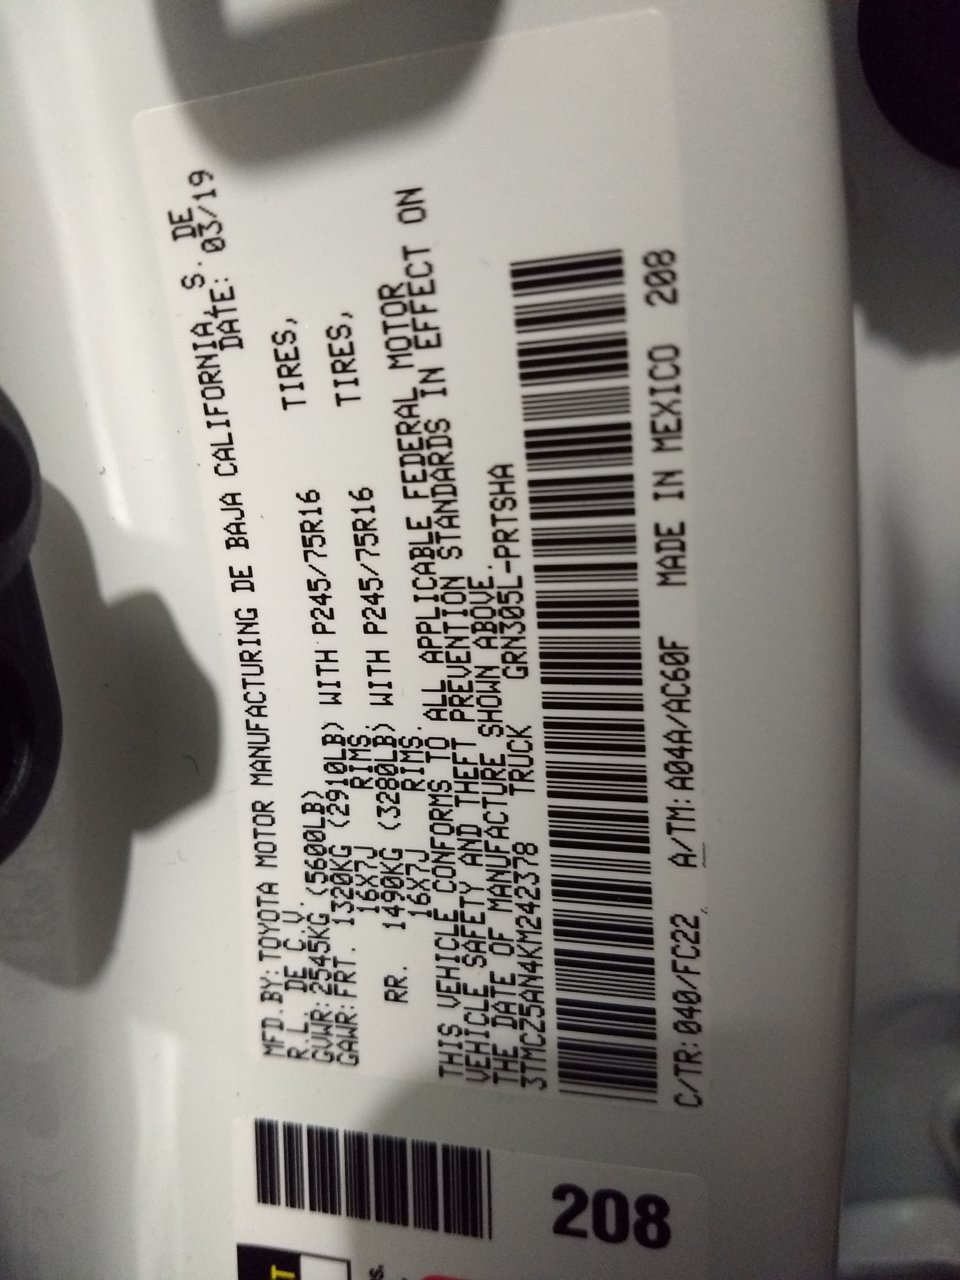 MFD.BY:TOYOTA MOTOR MANUFACTURING DE BAJA CALIFORNIA, S. DE
R.L. DE C.V. DATE: 03/19
GVWR: 2545KG (5600LB)
GAWR:FRT. 1320KG (2910LB) WITH P245/75R16 TIRES,
16X7J RIMS.
RR. 1490KG (3280LB) WITH P245/75R16 TIRES,
16X7J RIMS.
THIS VEHICLE CONFORMS TO ALL APPLICABLE FEDERAL MOTOR
VEHICLE SAFETY AND THEFT PREVENTION STANDARDS IN EFFECT ON
THE DATE OF MANUFACTURE SHOWN ABOVE.
3TMCZ5AN4KM242378 TRUCK GRN305L-PRTSHA
C/TR:040/FC22 A/TM:A04A/AC60F MADE IN MEXICO 208
208